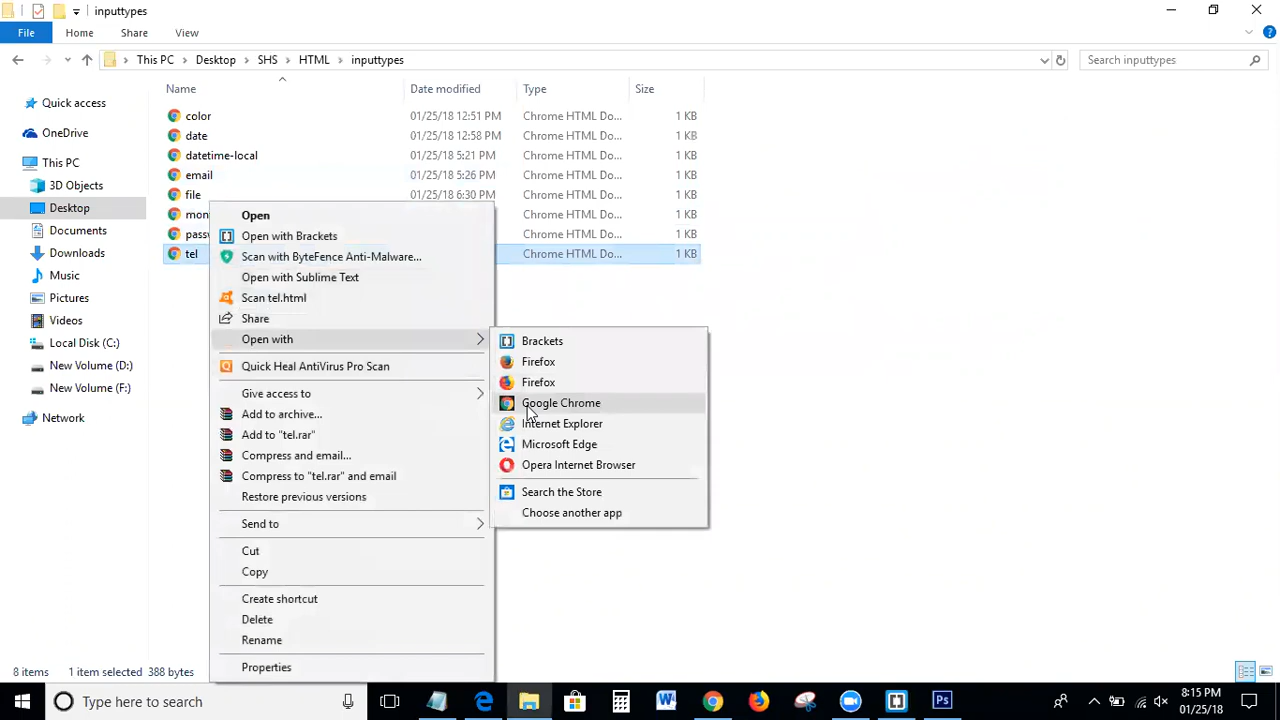 inputtypes
File Home Share View
This PC Desktop SHS HTML inputtypes Search inputtypes
Name Date modified Type Size
Quick access
OneDrive
This PC
3D Objects
Desktop
Documents
Downloads
Music
Pictures
Videos
Local Disk (C:)
New Volume (D:)
New Volume (F:)
Network
color 01/25/18 12:51 PM Chrome HTML Do... 1 KB
date 01/25/18 12:58 PM Chrome HTML Do... 1 KB
datetime-local 01/25/18 5:21 PM Chrome HTML Do... 1 KB
email 01/25/18 5:26 PM Chrome HTML Do... 1 KB
file 01/25/18 6:30 PM Chrome HTML Do... 1 KB
mon Chrome HTML Do... 1 KB
passw Chrome HTML Do... 1 KB
tel Chrome HTML Do... 1 KB
Open
Open with Brackets
Scan with ByteFence Anti-Malware...
Open with Sublime Text
Scan tel.html
Share
Open with
Quick Heal AntiVirus Pro Scan
Give access to
Add to archive...
Add to "tel.rar"
Compress and email...
Compress to "tel.rar" and email
Restore previous versions
Send to
Cut
Copy
Create shortcut
Delete
Rename
Properties
Brackets
Firefox
Firefox
Google Chrome
Internet Explorer
Microsoft Edge
Opera Internet Browser
Search the Store
Choose another app
8 items 1 item selected 388 bytes
Type here to search
8:15 PM
01/25/18